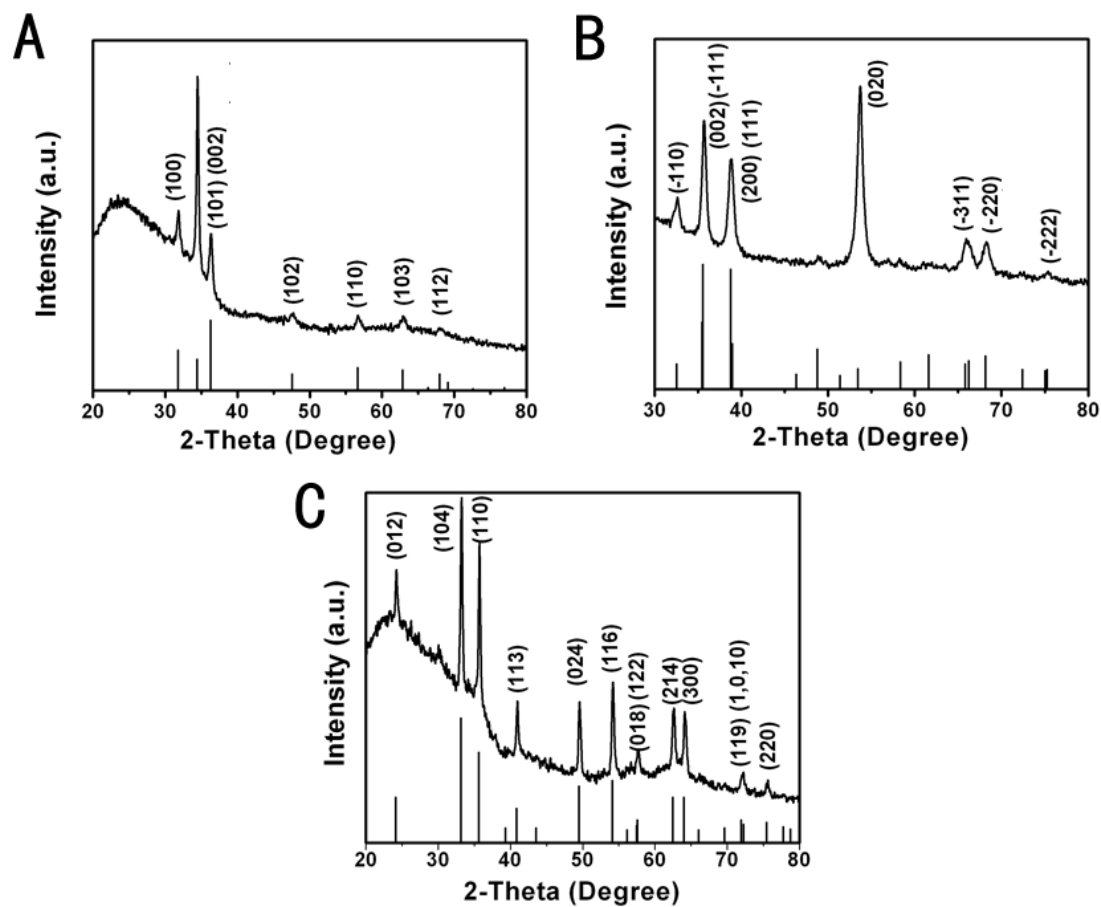 A
Intensity (a.u.)
(100)
(101) (002)
(102)
(110)
(103)
(112)
20 30 40 50 60 70 80
2-Theta (Degree)
B
Intensity (a.u.)
(-110)
(002) (-111)
(200) (111)
(020)
(-311)
(-220)
(-222)
30 40 50 60 70 80
2-Theta (Degree)
C
Intensity (a.u.)
(012)
(104)
(110)
(113)
(024)
(116)
(018) (122)
(214)
(300)
(119) (1,0,10)
(220)
20 30 40 50 60 70 80
2-Theta (Degree)